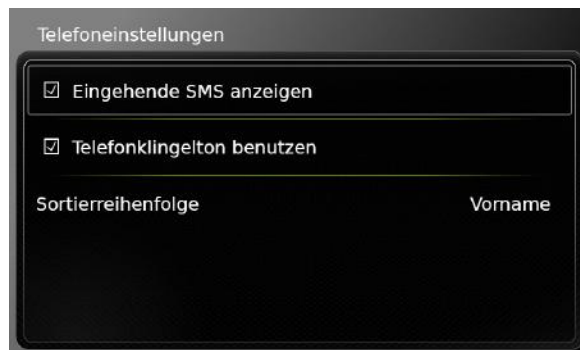 Telefoneinstellungen
Eingehende SMS anzeigen
Telefonklingelton benutzen
Sortierreihenfolge Vorname